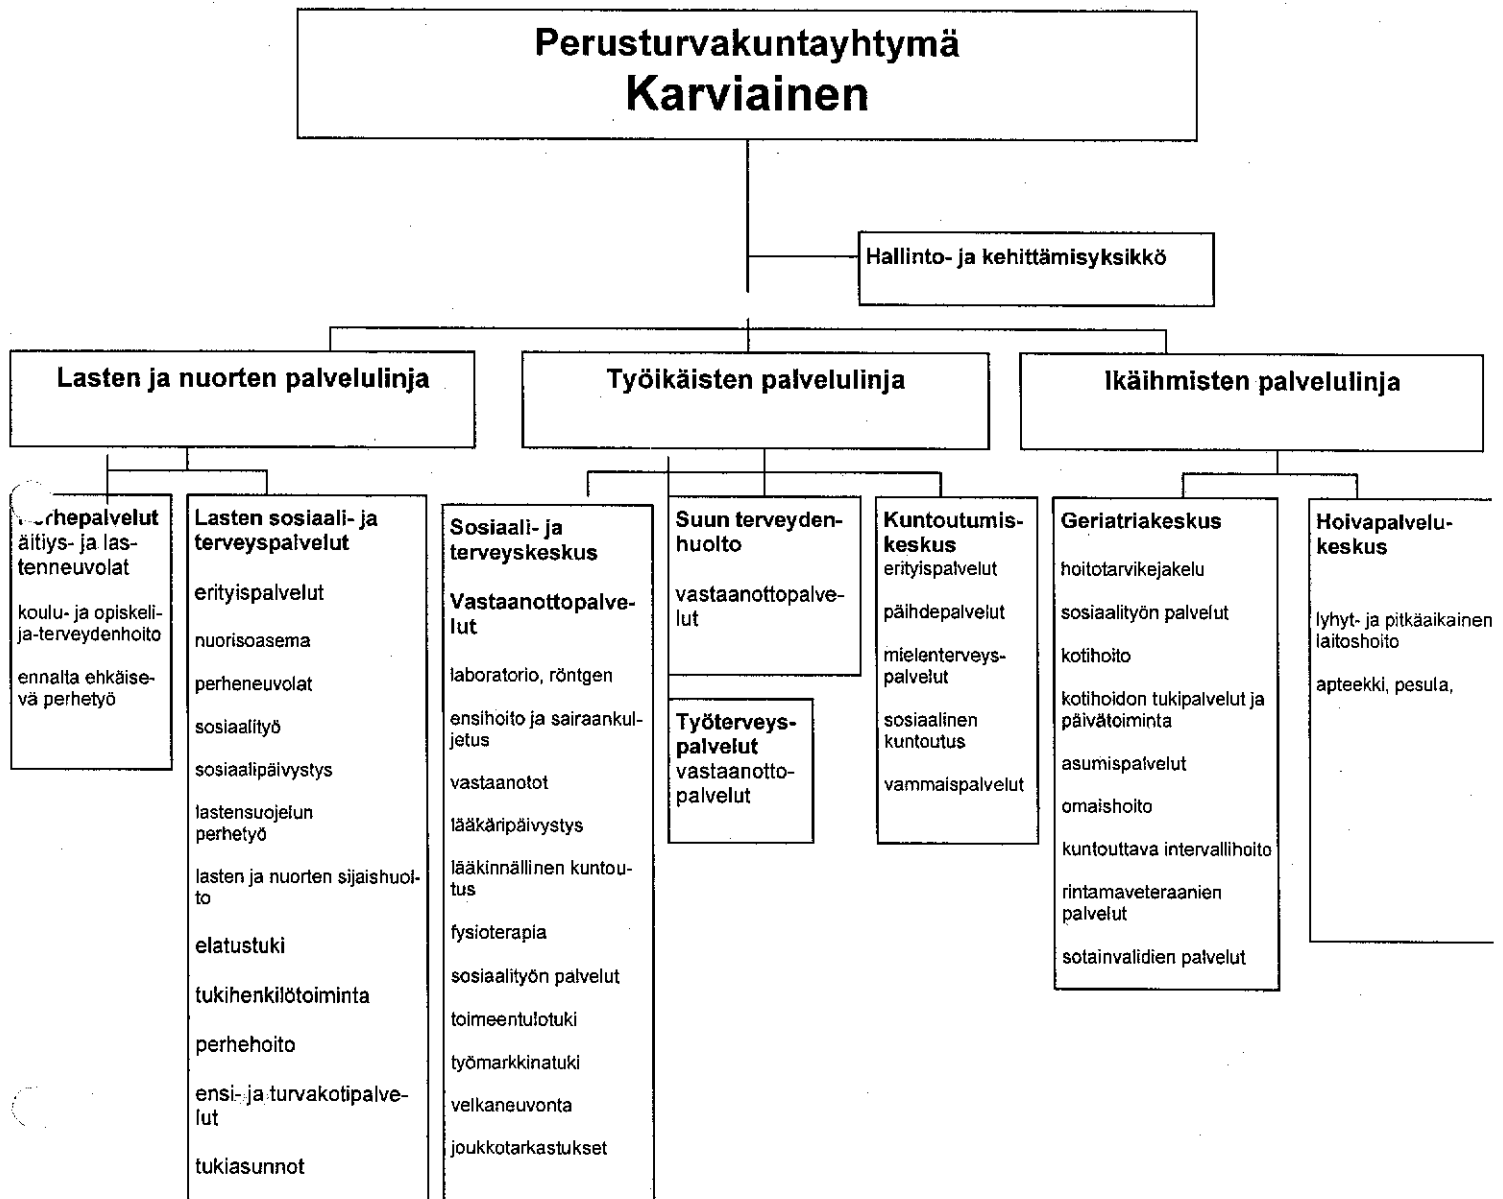 Perusturvakuntayhtymä
Karviainen
Hallinto- ja kehittämisyksikkö
Lasten ja nuorten palvelulinja
Työikäisten palvelulinja
Ikäihmisten palvelulinja
äitiys- ja las-
tenneuvolat
koulu- ja opiskeli-
ja-terveydenhoito
ennalta ehkäise-
vä perhetyö
Lasten sosiaali- ja
terveyspalvelut
erityispalvelut
nuorisoasema
perheneuvolat
sosiaalityö
sosiaalipäivystys
lastensuojelun
perhetyö
lasten ja nuorten sijaishuol-
to
elatustuki
tukihenkilötoiminta
perhehoito
ensi- ja turvakotipalve-
lut
tukiasunnot
Sosiaali- ja
terveyskeskus
Vastaanottopalve-
lut
laboratorio, röntgen
ensihoito ja sairaankul-
jetus
vastaanotot
lääkäripäivystys
lääkinnällinen kuntou-
tus
fysioterapia
sosiaalityön palvelut
toimeentulotuki
työmarkkinatuki
velkaneuvonta
joukkotarkastukset
Suun terveyden-
huolto
vastaanottopalve-
lut
Työterveys-
palvelut
vastaanotto-
palvelut
Kuntoutumis-
keskus
erityispalvelut
päihdepalvelut
mielenterveys-
palvelut
sosiaalinen
kuntoutus
vammaispalvelut
Geriatriakeskus
hoitotarvikejakelu
sosiaalityön palvelut
kotihoito
kotihoidon tukipalvelut ja
päivätoiminta
asumispalvelut
omaishoito
kuntouttava intervallihoito
rintamaveteraanien
palvelut
sotainvalidien palvelut
Hoivapalvelu-
keskus
lyhyt- ja pitkäaikainen
laitoshoito
apteekki, pesula,